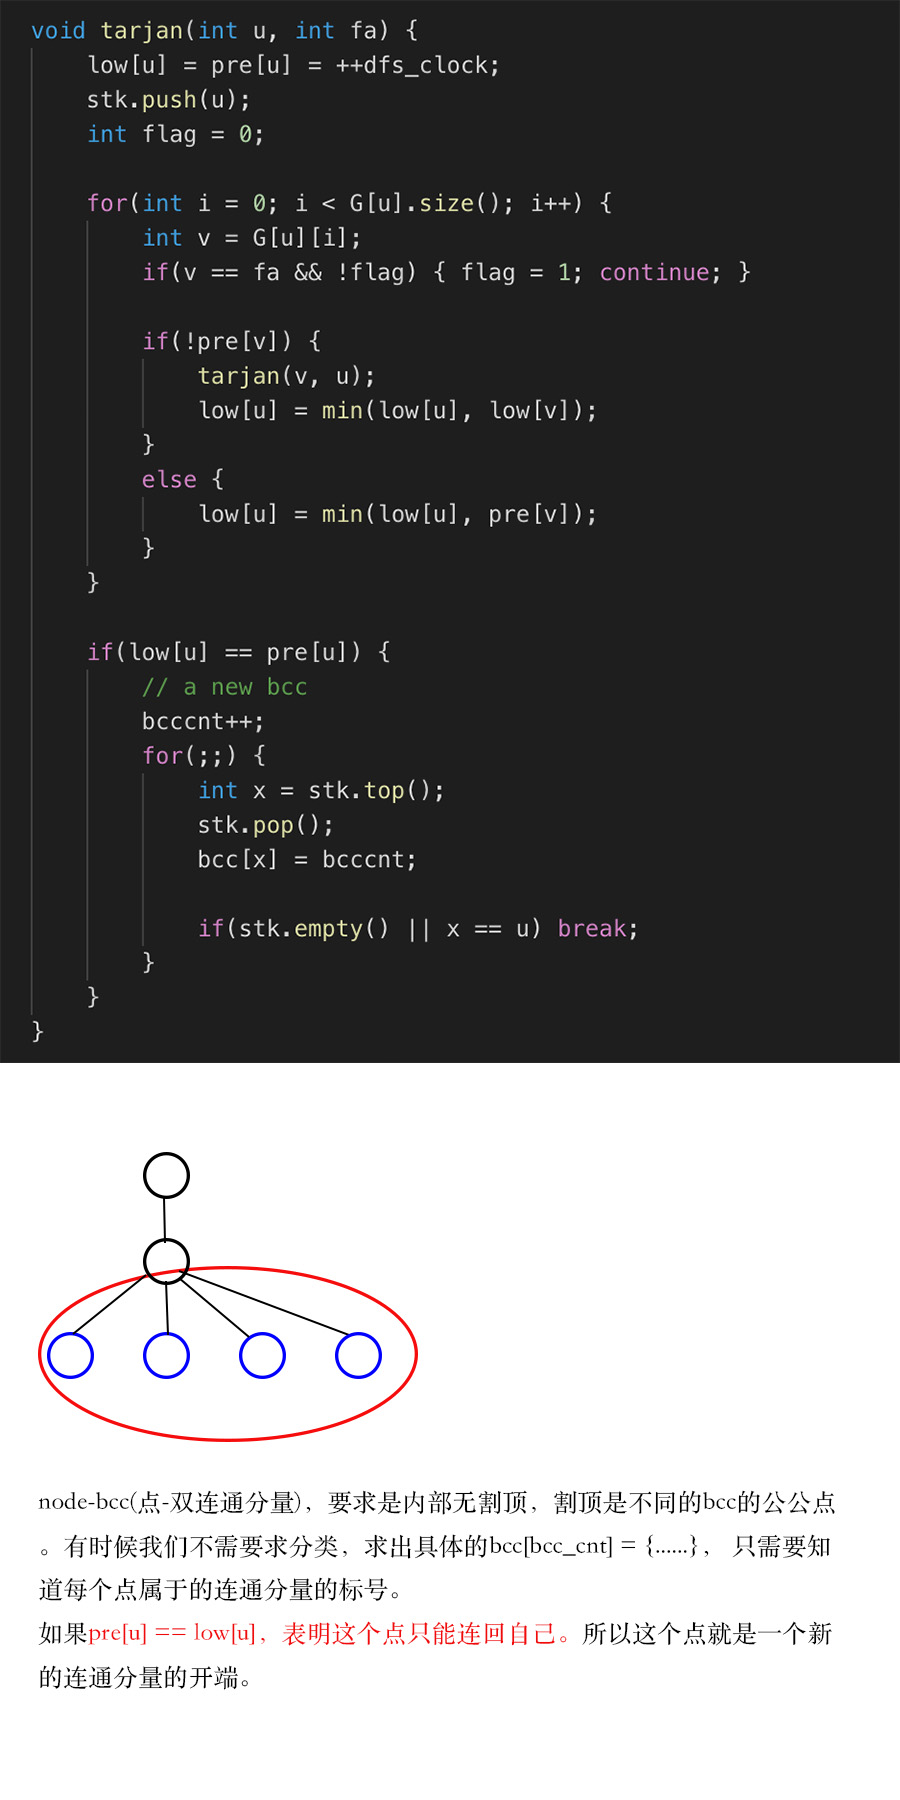 void tarjan(int u, int fa) {
    low[u] = pre[u] = ++dfs_clock;
    stk.push(u);
    int flag = 0;
    for(int i = 0; i < G[u].size(); i++) {
        int v = G[u][i];
        if(v == fa && !flag) { flag = 1; continue; }
        if(!pre[v]) {
            tarjan(v, u);
            low[u] = min(low[u], low[v]);
        }
        else {
            low[u] = min(low[u], pre[v]);
        }
    }
    if(low[u] == pre[u]) {
        // a new bcc
        bcccnt++;
        for(;;) {
            int x = stk.top();
            stk.pop();
            bcc[x] = bcccnt;
            if(stk.empty() || x == u) break;
        }
    }
}
node-bcc(点-双连通分量)，要求是内部无割顶，割顶是不同的bcc的公公点
。有时候我们不需要求分类，求出具体的bcc[bcc_cnt] = {......}， 只需要知
道每个点属于的连通分量的标号。
如果pre[u] == low[u]，表明这个点只能连回自己。所以这个点就是一个新
的连通分量的开端。